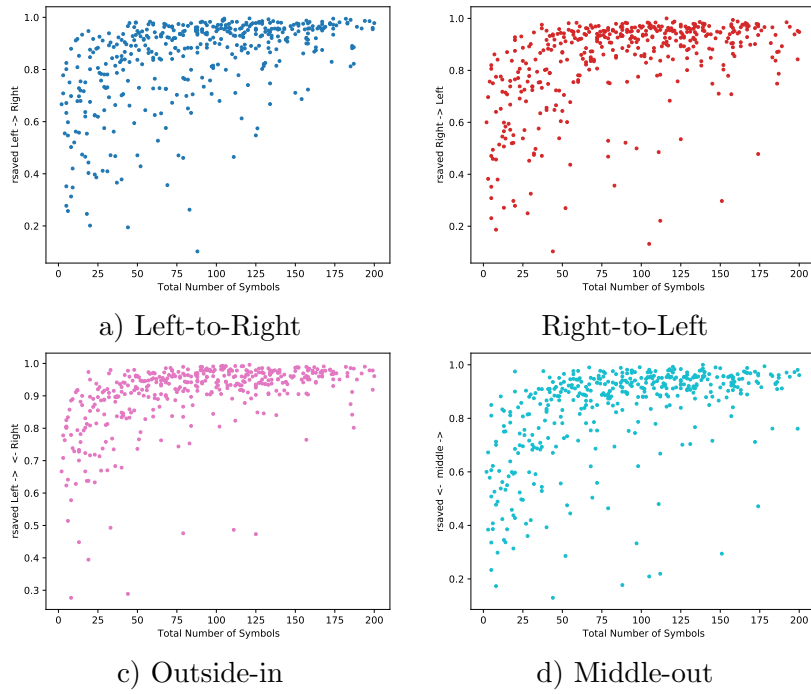 1.0
0.8
0.6
0.4
0.2
rsaved Left -> Right
0 25 50 75 100 125 150 175 200
Total Number of Symbols
a) Left-to-Right
1.0
0.8
0.6
0.4
0.2
rsaved Right -> Left
0 25 50 75 100 125 150 175 200
Total Number of Symbols
Right-to-Left
1.0
0.9
0.8
0.7
0.6
0.5
0.4
0.3
rsaved Left -> <- Right
0 25 50 75 100 125 150 175 200
Total Number of Symbols
c) Outside-in
1.0
0.8
0.6
0.4
0.2
rsaved <- middle ->
0 25 50 75 100 125 150 175 200
Total Number of Symbols
d) Middle-out